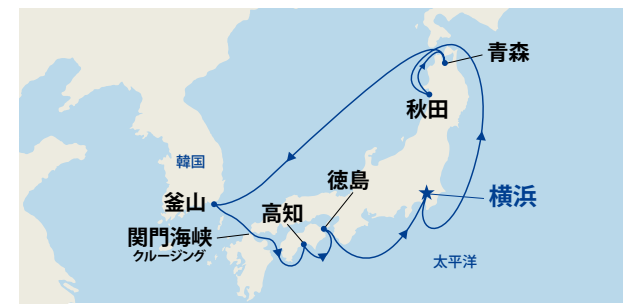 青森
秋田
韓国
徳島
横浜
釜山
高知
関門海峡
クルージング
太平洋